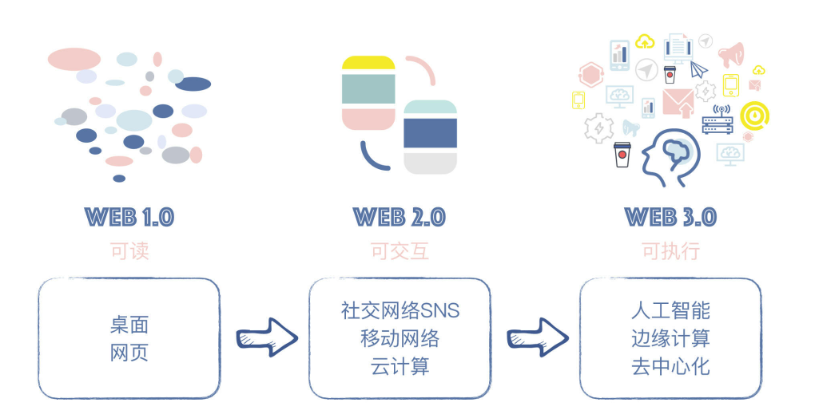 WEB 1.0
可读
桌面
网页
WEB 2.0
可交互
社交网络SNS
移动网络
云计算
WEB 3.0
可执行
人工智能
边缘计算
去中心化